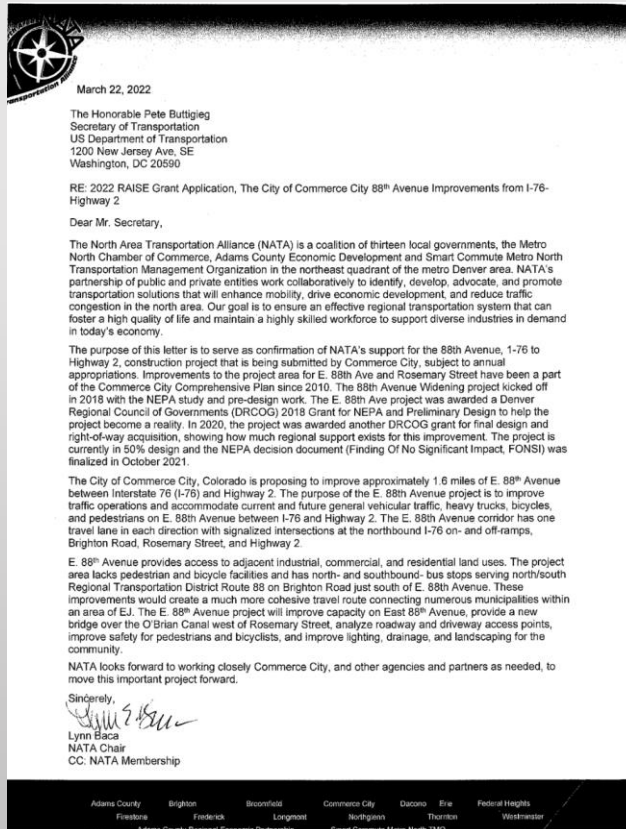 NATA
Transportation Alliance
March 22, 2022
The Honorable Pete Buttigieg
Secretary of Transportation
US Department of Transportation
1200 New Jersey Ave, SE
Washington, DC 20590
RE: 2022 RAISE Grant Application, The City of Commerce City 88th Avenue Improvements from I-76-
Highway 2
Dear Mr. Secretary,
The North Area Transportation Alliance (NATA) is a coalition of thirteen local governments, the Metro
North Chamber of Commerce, Adams County Economic Development and Smart Commute Metro North
Transportation Management Organization in the northeast quadrant of the metro Denver area. NATA's
partnership of public and private entities work collaboratively to identify, develop, advocate, and promote
transportation solutions that will enhance mobility, drive economic development, and reduce traffic
congestion in the north area. Our goal is to ensure an effective regional transportation system that can
foster a high quality of life and maintain a highly skilled workforce to support diverse industries in demand
in today's economy.
The purpose of this letter is to serve as confirmation of NATA's support for the 88th Avenue, 1-76 to
Highway 2, construction project that is being submitted by Commerce City, subject to annual
appropriations. Improvements to the project area for E. 88th Ave and Rosemary Street have been a part
of the Commerce City Comprehensive Plan since 2010. The 88th Avenue Widening project kicked off
in 2018 with the NEPA study and pre-design work. The E. 88th Ave project was awarded a Denver
Regional Council of Governments (DRCOG) 2018 Grant for NEPA and Preliminary Design to help the
project become a reality. In 2020, the project was awarded another DRCOG grant for final design and
right-of-way acquisition, showing how much regional support exists for this improvement. The project is
currently in 50% design and the NEPA decision document (Finding Of No Significant Impact, FONSI) was
finalized in October 2021.
The City of Commerce City, Colorado is proposing to improve approximately 1.6 miles of E. 88th Avenue
between Interstate 76 (I-76) and Highway 2. The purpose of the E. 88th Avenue project is to improve
traffic operations and accommodate current and future general vehicular traffic, heavy trucks, bicycles,
and pedestrians on E. 88th Avenue between I-76 and Highway 2. The E. 88th Avenue corridor has one
travel lane in each direction with signalized intersections at the northbound I-76 on- and off-ramps,
Brighton Road, Rosemary Street, and Highway 2.
E. 88th Avenue provides access to adjacent industrial, commercial, and residential land uses. The project
area lacks pedestrian and bicycle facilities and has north- and southbound- bus stops serving north/south
Regional Transportation District Route 88 on Brighton Road just south of E. 88th Avenue. These
improvements would create a much more cohesive travel route connecting numerous municipalities within
an area of EJ. The E. 88th Avenue project will improve capacity on East 88th Avenue, provide a new
bridge over the O'Brian Canal west of Rosemary Street, analyze roadway and driveway access points,
improve safety for pedestrians and bicyclists, and improve lighting, drainage, and landscaping for the
community.
NATA looks forward to working closely Commerce City, and other agencies and partners as needed, to
move this important project forward.
Sincerely,
Lynn Baca
NATA Chair
CC: NATA Membership
Adams County Brighton Broomfield Commerce City Dacono Erie Federal Heights
Firestone Frederick Longmont Northglenn Thornton Westminster
Adams County Regional Economic Partnership Smart Commute Metro North TMO